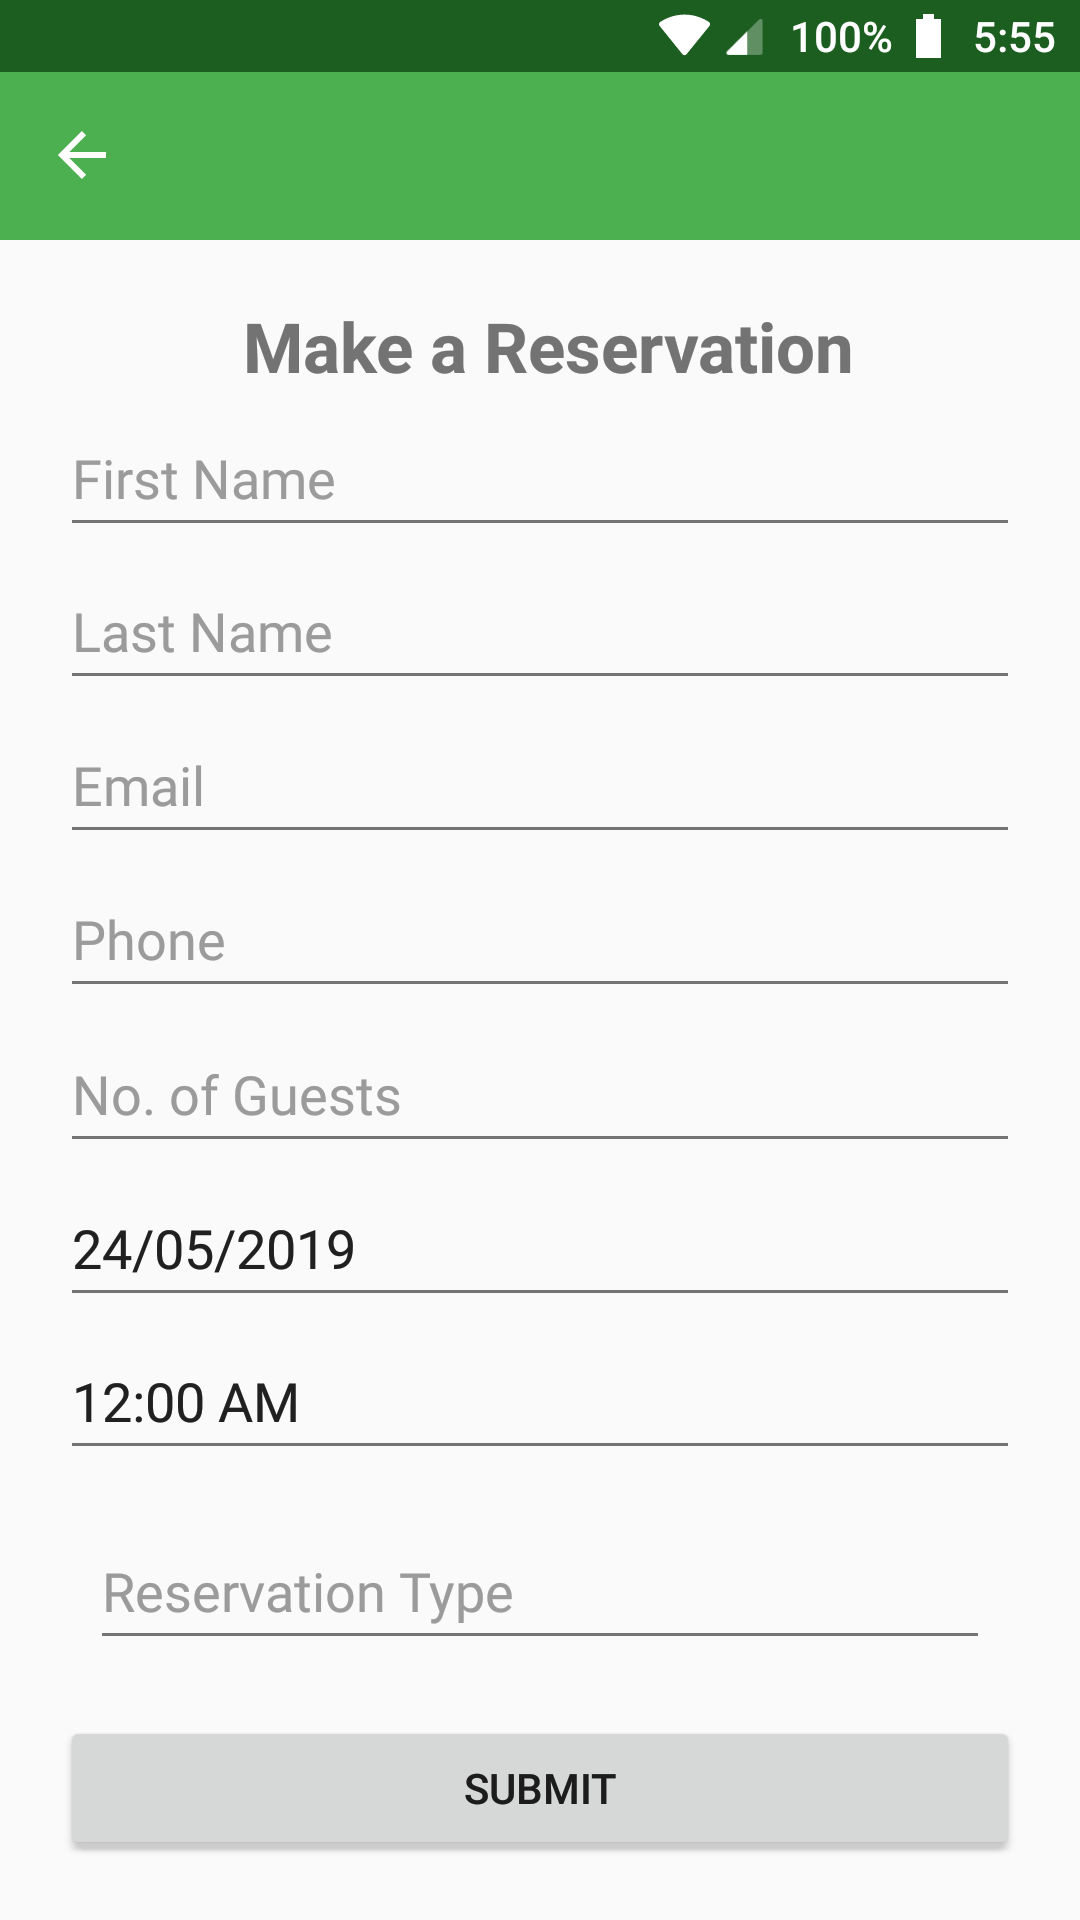 100% 5:55
Make a Reservation
First Name
Last Name
Email
Phone
No. of Guests
24/05/2019
12:00 AM
Reservation Type
SUBMIT